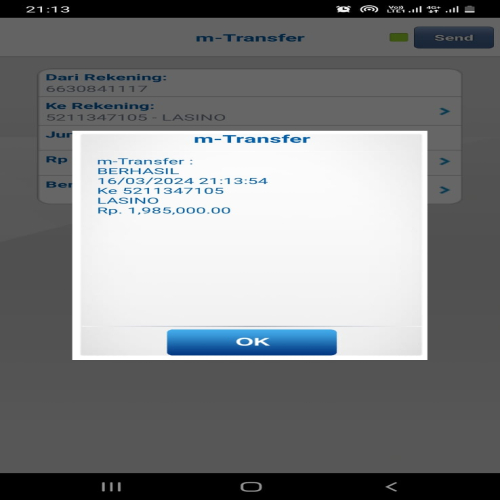 21:13
m-Transfer
Send
Dari Rekening:
6630841117
Ke Rekening:
5211347105 - LASINO
Jur
Rp
Ber
m-Transfer
m-Transfer :
BERHASIL
16/03/2024 21:13:54
Ke 5211347105
LASINO
Rp. 1,985,000.00
OK